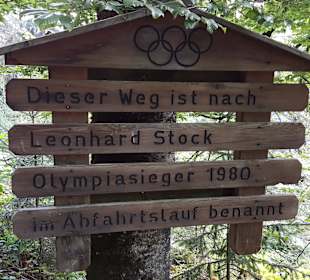 Dieser Weg ist nach
Leonhard Stock
Olympiasieger 1980
im Abfahrtslauf benannt